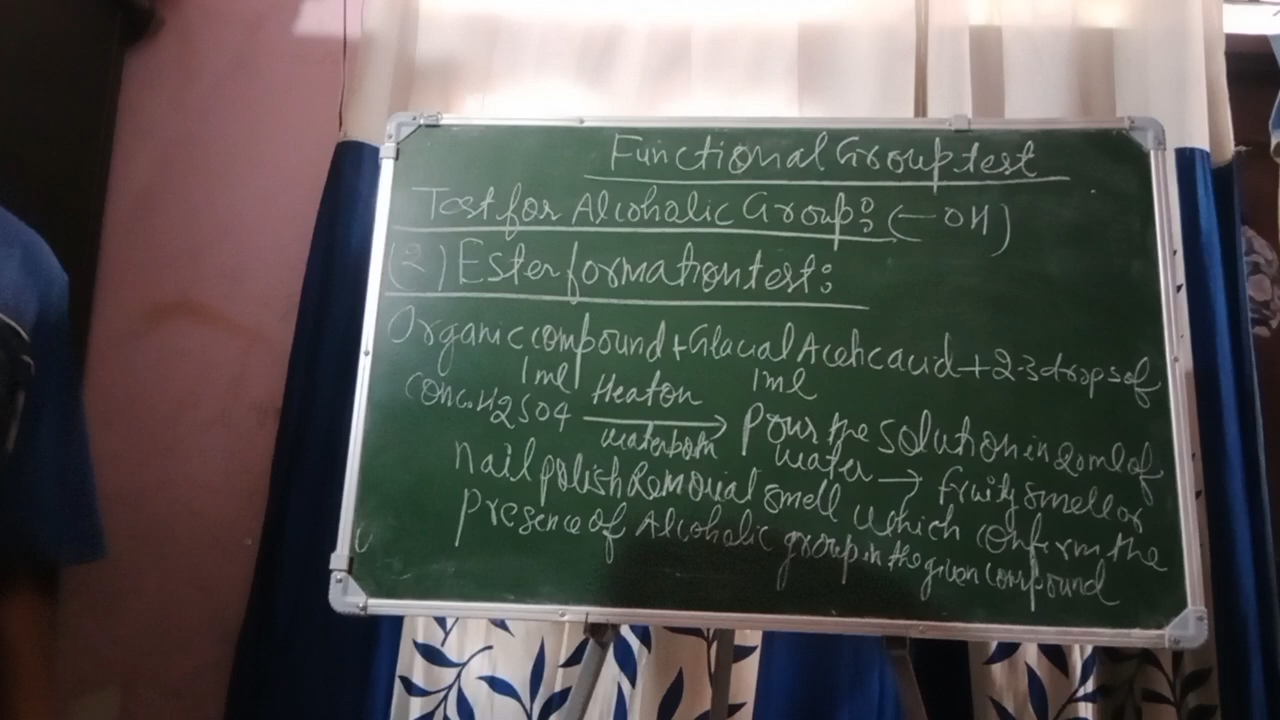 Functional Group test
Test for Alcoholic Group: (-OH)
(2) Ester formation test:
Organic compound + Glacial Acetic acid + 2-3 drops of
1ml 1ml
Conc. H2SO4 Heat on water bath → Pour the solution in 20ml of
water → fruity smell or
nail polish Removal smell which confirm the
presence of Alcoholic group in the given compound